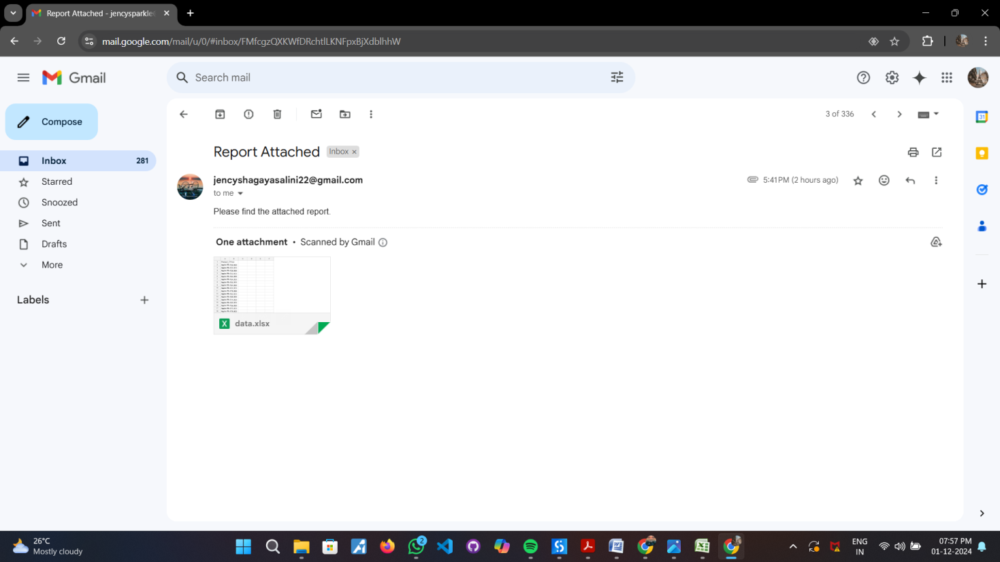 Report Attached - jencysparkle
mail.google.com/mail/u/0/#inbox/FMfcgzQXKWfDRchtlLKNFpxBjXdblhhW
Gmail
Search mail
Compose
3 of 336
Inbox 281
Starred
Snoozed
Sent
Drafts
More
Labels
Report Attached Inbox ×
jencyshagayasalini22@gmail.com
5:41 PM (2 hours ago)
to me
Please find the attached report.
One attachment • Scanned by Gmail
data.xlsx
31
26°C
Mostly cloudy
2
ENG
IN
07:57 PM
01-12-2024